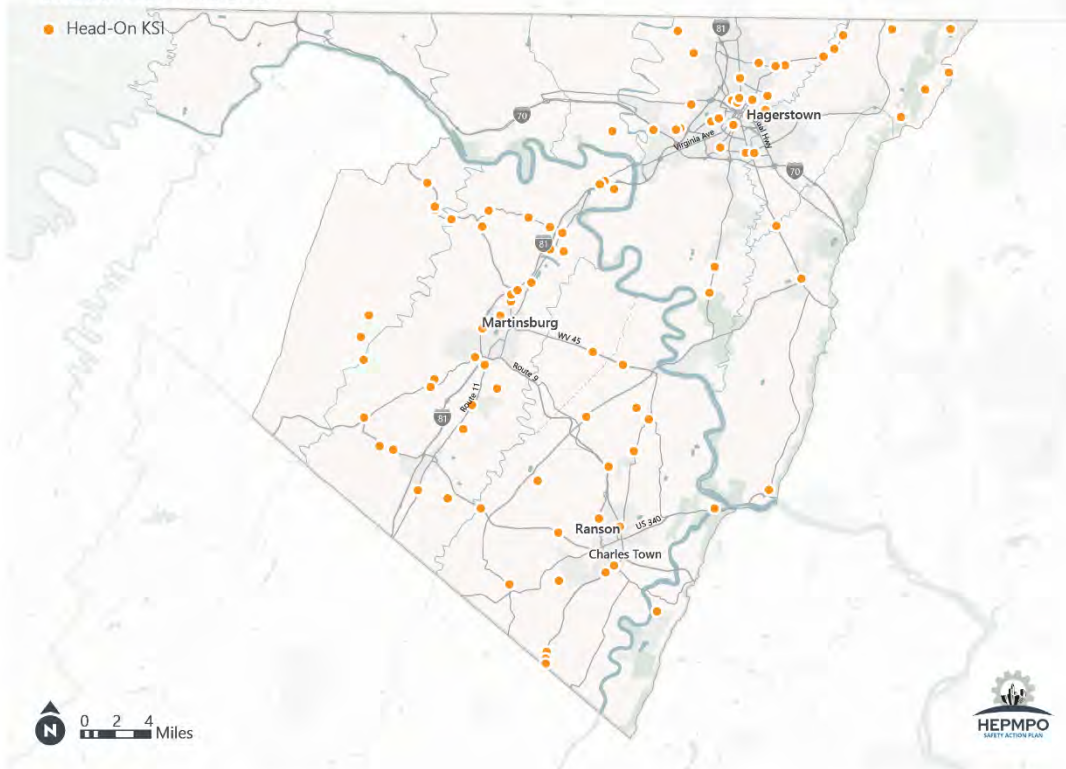 Head-On KSI
81
70
Hagerstown
Virginia Ave
ual Hwy
70
81
Martinsburg
WV 45
Route 9
Route 11
81
Ranson
US 340
Charles Town
N
0 2 4
Miles
HEPMPO
SAFETY ACTION PLAN